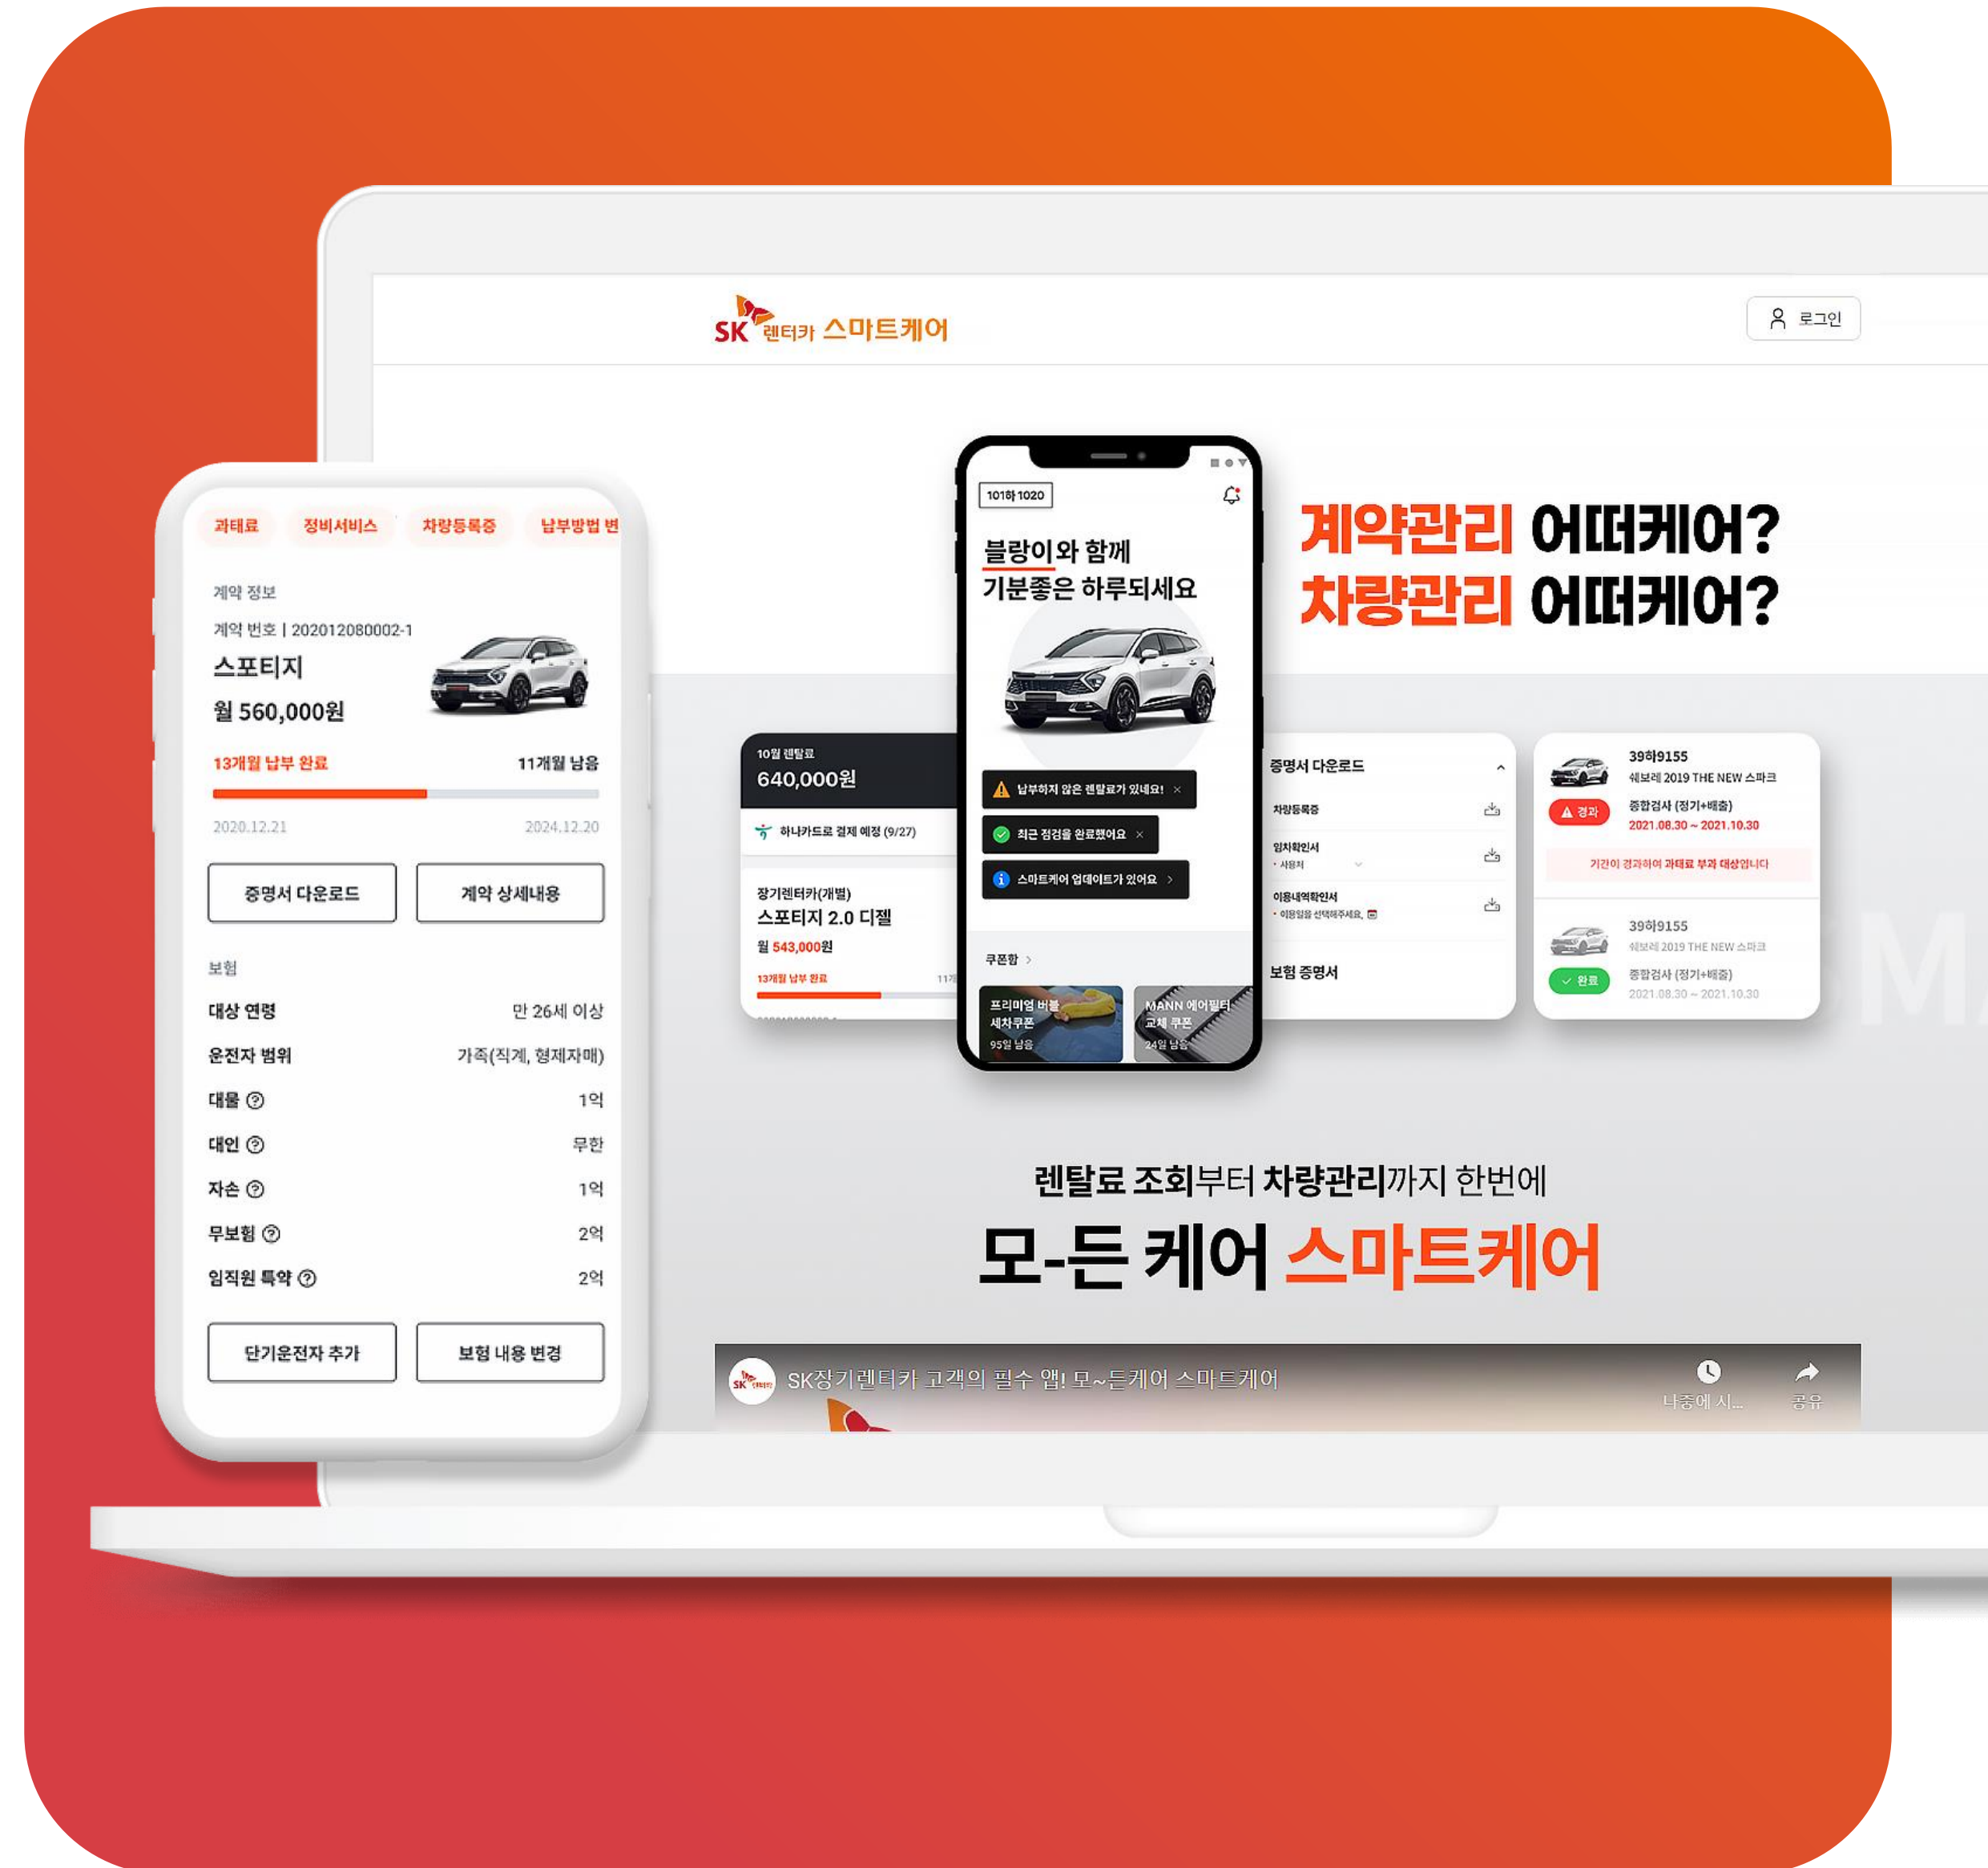 SK 렌터카 스마트케어
로그인
과태료
정비서비스
차량등록증
납부방법 변
계약 정보
계약 번호 | 202012080002-1
스포티지
월 560,000원
13개월 납부 완료
11개월 남음
2020.12.21
2024.12.20
증명서 다운로드
계약 상세내용
보험
대상 연령
만 26세 이상
운전자 범위
가족(직계, 형제자매)
대물
1억
대인
무한
자손
1억
무보험
2억
임직원 특약
2억
단기운전자 추가
보험 내용 변경
계약관리 어떠케어?
차량관리 어떠케어?
101하 1020
블랑이와 함께
기분좋은 하루되세요
납부하지 않은 렌탈료가 있네요!
최근 점검을 완료했어요
스마트케어 업데이트가 있어요
쿠폰함
프리미엄 버블
세차쿠폰
95일 남음
MANN 에어필터
교체 쿠폰
24일 남음
10월 렌탈료
640,000원
하나카드로 결제 예정 (9/27)
장기렌터카(개별)
스포티지 2.0 디젤
월 543,000원
13개월 납부 완료
증명서 다운로드
차량등록증
임차확인서
• 사용처
이용내역확인서
• 이용일을 선택해주세요.
보험 증명서
39하9155
쉐보레 2019 THE NEW 스파크
경과
종합검사 (정기+배출)
2021.08.30 ~ 2021.10.30
기간이 경과하여 과태료 부과 대상입니다
39하9155
쉐보레 2019 THE NEW 스파크
완료
종합검사 (정기+배출)
2021.08.30 ~ 2021.10.30
렌탈료 조회부터 차량관리까지 한번에
모-든 케어 스마트케어
SK장기렌터카 고객의 필수 앱! 모~든케어 스마트케어
나중에 시...
공유